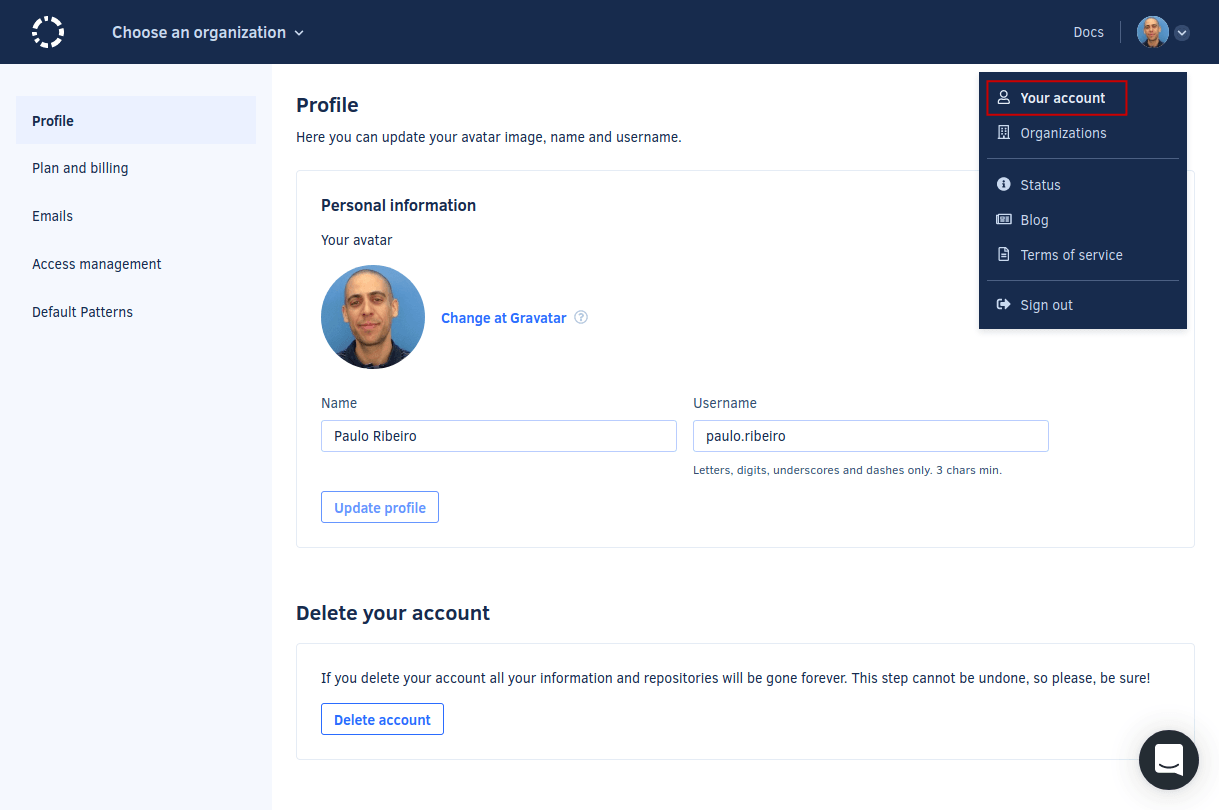 Choose an organization
Docs
Your account
Organizations
Status
Blog
Terms of service
Sign out
Profile
Plan and billing
Emails
Access management
Default Patterns
Profile
Here you can update your avatar image, name and username.
Personal information
Your avatar
Change at Gravatar ?
Name
Username
Paulo Ribeiro
paulo.ribeiro
Letters, digits, underscores and dashes only. 3 chars min.
Update profile
Delete your account
If you delete your account all your information and repositories will be gone forever. This step cannot be undone, so please, be sure!
Delete account